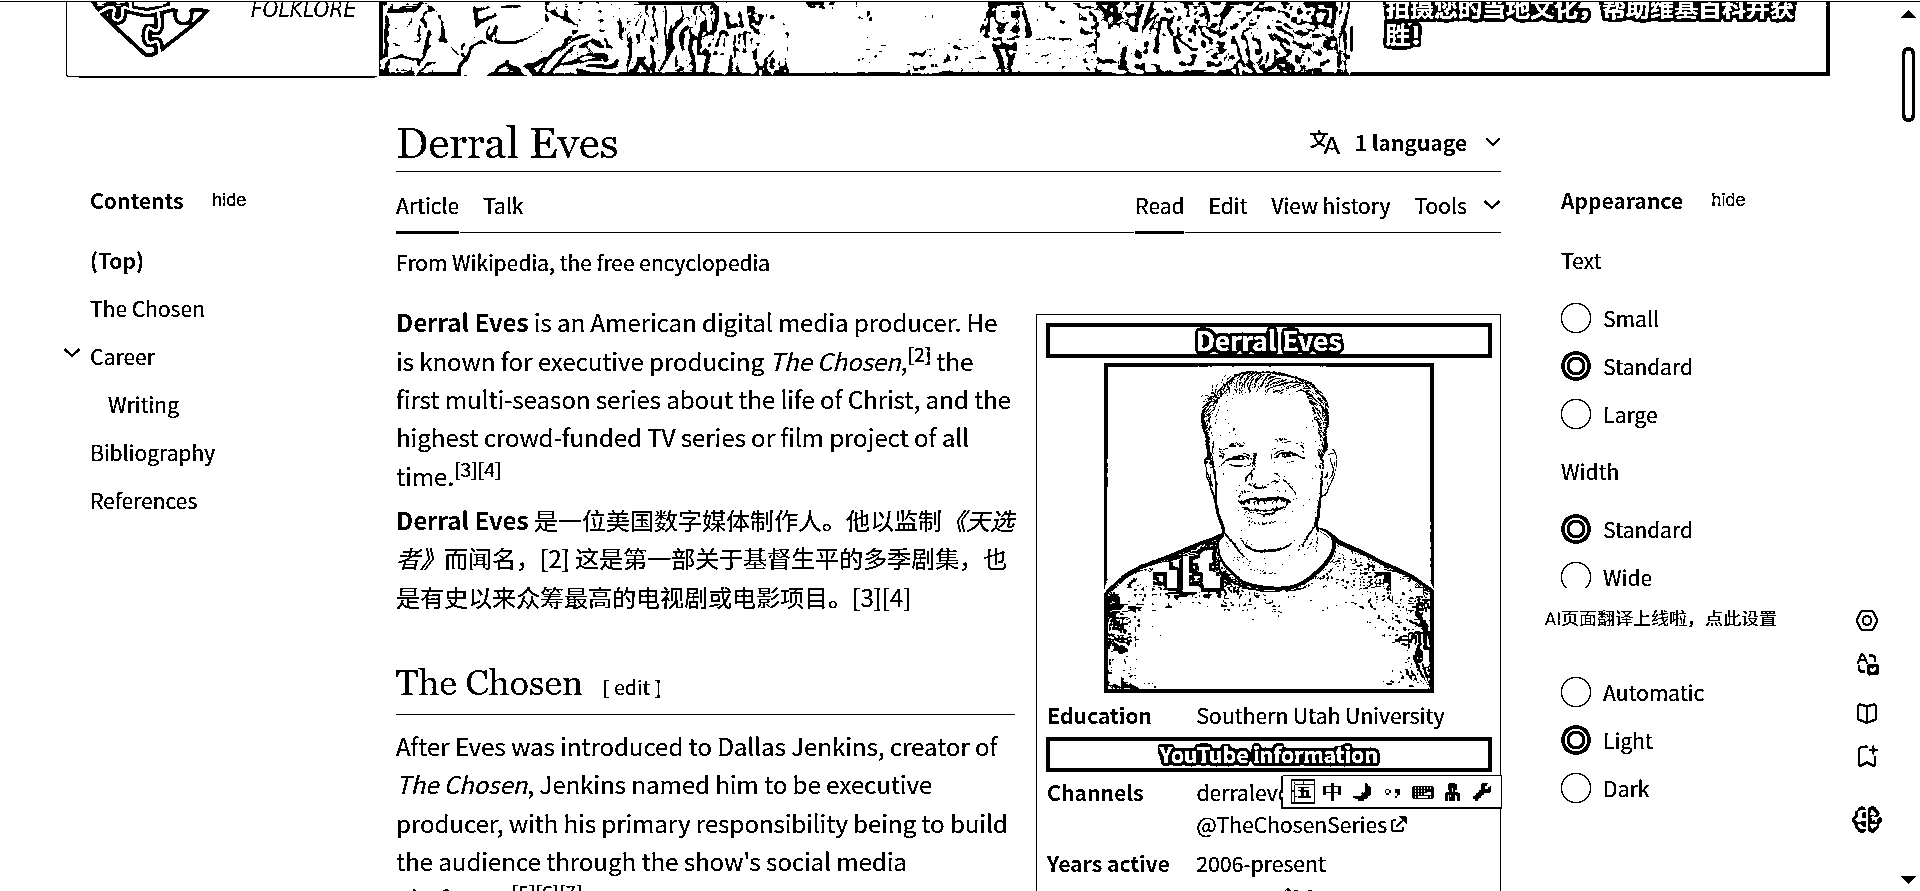 FOLKLORE
拍摄您的当地文化，帮助维基百科并获
胜！
Derral Eves
文A 1 language
Contents hide
(Top)
The Chosen
Career
Writing
Bibliography
References
Article Talk
Read Edit View history Tools
From Wikipedia, the free encyclopedia
Derral Eves is an American digital media producer. He
is known for executive producing The Chosen,[2] the
first multi-season series about the life of Christ, and the
highest crowd-funded TV series or film project of all
time.[3][4]
Derral Eves 是一位美国数字媒体制作人。他以监制《天选
者》而闻名，[2] 这是第一部关于基督生平的多季剧集，也
是有史以来众筹最高的电视剧或电影项目。[3][4]
The Chosen [ edit ]
After Eves was introduced to Dallas Jenkins, creator of
The Chosen, Jenkins named him to be executive
producer, with his primary responsibility being to build
the audience through the show's social media
[5][6][7]
Derral Eves
Education Southern Utah University
YouTube information
Channels
@TheChosenSeries
Years active 2006-present
五 中
Appearance hide
Text
Small
Standard
Large
Width
Standard
Wide
AI页面翻译上线啦，点此设置
Automatic
Light
Dark